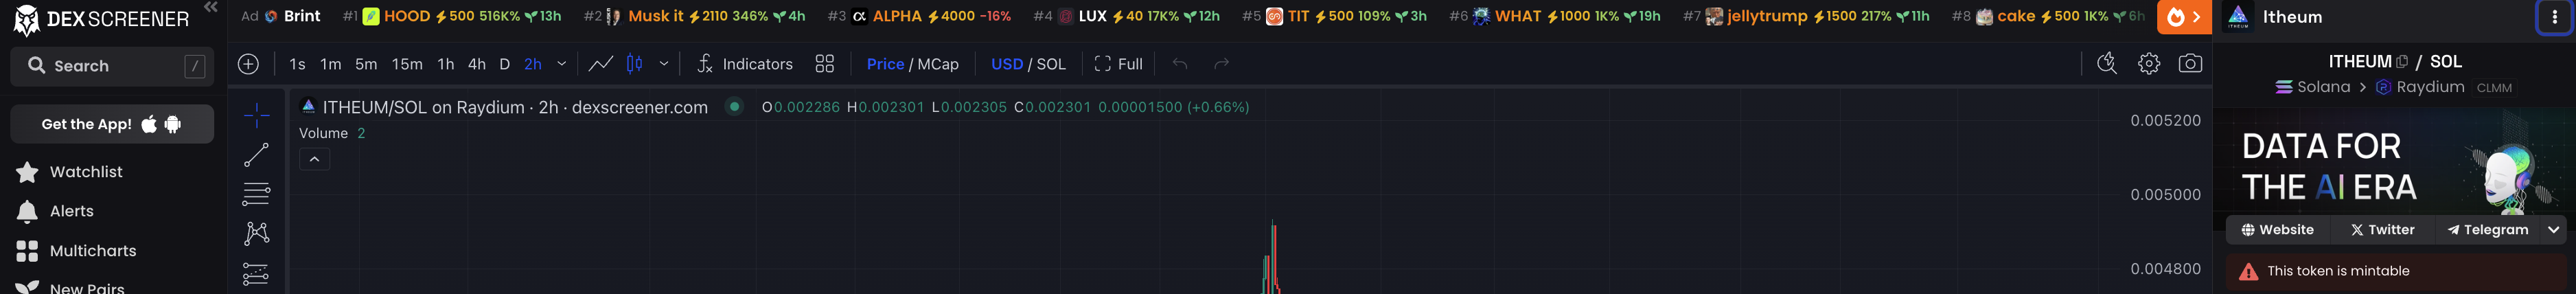 DEX SCREENER
Search /
Get the App!
Watchlist
Alerts
Multicharts
New Pairs
Ad Brint #1 HOOD 500 516K% 13h #2 Musk it 2110 346% 4h #3 ALPHA 4000 -16% #4 LUX 40 17K% 12h #5 TIT 500 109% 3h #6 WHAT 1000 1K% 19h #7 jellytrump 1500 217% 11h #8 cake 500 1K% 6h
1s 1m 5m 15m 1h 4h D 2h Indicators Price / MCap USD / SOL Full
ITHEUM/SOL on Raydium · 2h · dexscreener.com O0.002286 H0.002301 L0.002305 C0.002301 0.00001500 (+0.66%)
Volume 2
0.005200
0.005000
0.004800
Itheum
ITHEUM / SOL
Solana > Raydium CLMM
DATA FOR
THE AI ERA
Website Twitter Telegram
This token is mintable